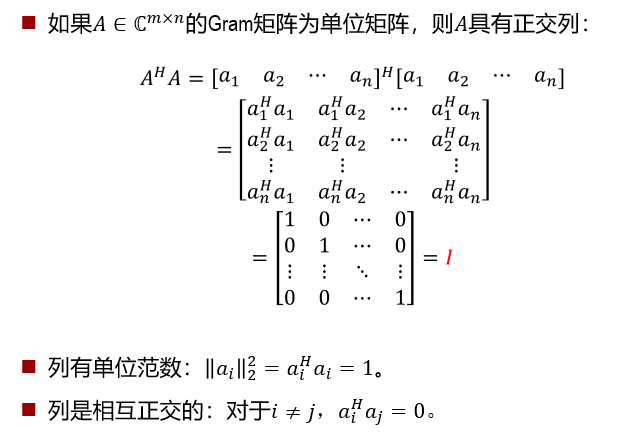 ■ 如果$A \in \mathbb{C}^{m \times n}$的Gram矩阵为单位矩阵，则$A$具有正交列：
$A^H A = [a_1 \quad a_2 \quad \cdots \quad a_n]^H [a_1 \quad a_2 \quad \cdots \quad a_n]$
$= \begin{bmatrix} a_1^H a_1 & a_1^H a_2 & \cdots & a_1^H a_n \\ a_2^H a_1 & a_2^H a_2 & \cdots & a_2^H a_n \\ \vdots & \vdots & & \vdots \\ a_n^H a_1 & a_n^H a_2 & \cdots & a_n^H a_n \end{bmatrix}$
$= \begin{bmatrix} 1 & 0 & \cdots & 0 \\ 0 & 1 & \cdots & 0 \\ \vdots & \vdots & \ddots & \vdots \\ 0 & 0 & \cdots & 1 \end{bmatrix} = I$
■ 列有单位范数：$\|a_i\|_2^2 = a_i^H a_i = 1$。
■ 列是相互正交的：对于$i \neq j$，$a_i^H a_j = 0$。